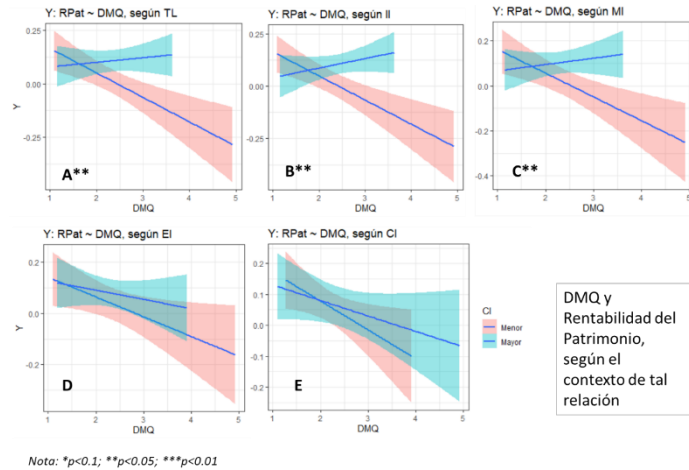 Y: RPat ~ DMQ, según TL
Y: RPat ~ DMQ, según II
Y: RPat ~ DMQ, según MI
Y
0.00
-0.25
A**
1 2 3 4 5
DMQ
0.25
0.00
-0.25
B**
1 2 3 4 5
DMQ
0.2
0.0
-0.2
-0.4
C**
1 2 3 4 5
DMQ
Y: RPat ~ DMQ, según EI
Y: RPat ~ DMQ, según CI
Y
0.2
0.0
-0.2
D
1 2 3 4 5
DMQ
0.2
0.1
0.0
-0.1
-0.2
E
1 2 3 4 5
DMQ
CI
Menor
Mayor
DMQ y
Rentabilidad del
Patrimonio,
según el
contexto de tal
relación
Nota: *p<0.1; **p<0.05; ***p<0.01